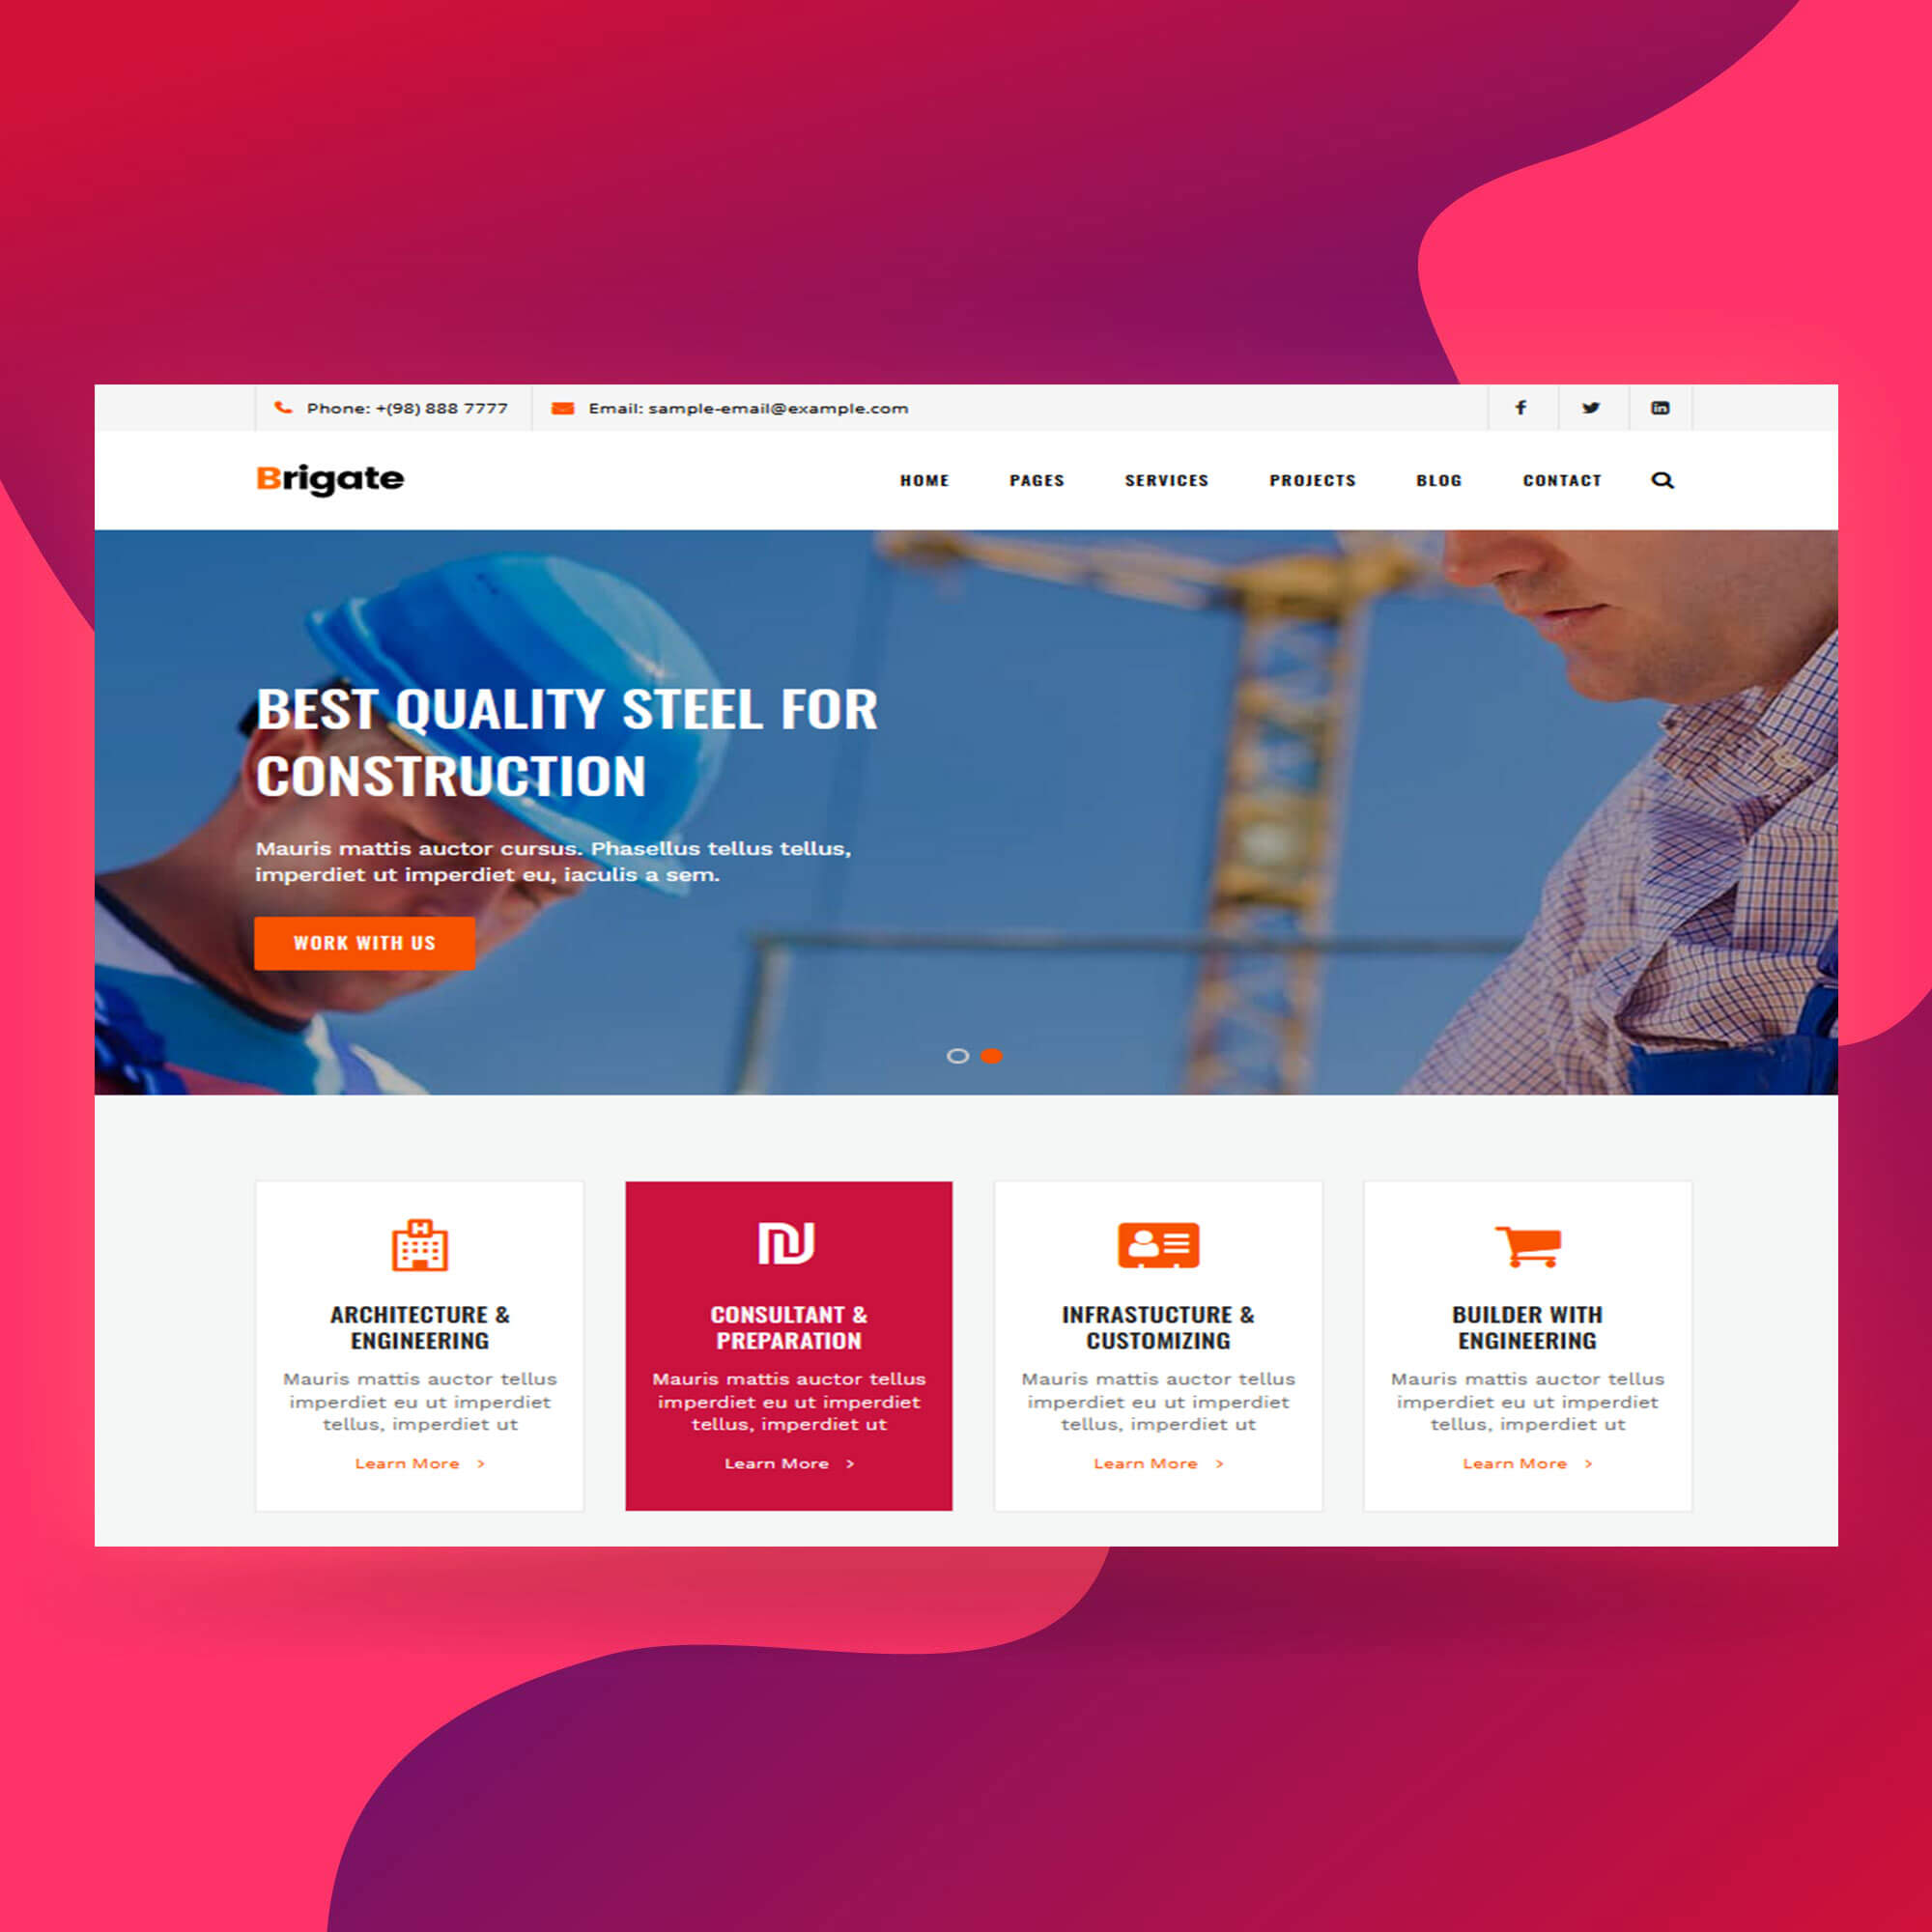 Phone: +(98) 888 7777 Email: sample-email@example.com
Brigate HOME PAGES SERVICES PROJECTS BLOG CONTACT
BEST QUALITY STEEL FOR
CONSTRUCTION
Mauris mattis auctor cursus. Phasellus tellus tellus,
imperdiet ut imperdiet eu, iaculis a sem.
WORK WITH US
ARCHITECTURE &
ENGINEERING
Mauris mattis auctor tellus
imperdiet eu ut imperdiet
tellus, imperdiet ut
Learn More >
CONSULTANT &
PREPARATION
Mauris mattis auctor tellus
imperdiet eu ut imperdiet
tellus, imperdiet ut
Learn More >
INFRASTUCTURE &
CUSTOMIZING
Mauris mattis auctor tellus
imperdiet eu ut imperdiet
tellus, imperdiet ut
Learn More >
BUILDER WITH
ENGINEERING
Mauris mattis auctor tellus
imperdiet eu ut imperdiet
tellus, imperdiet ut
Learn More >